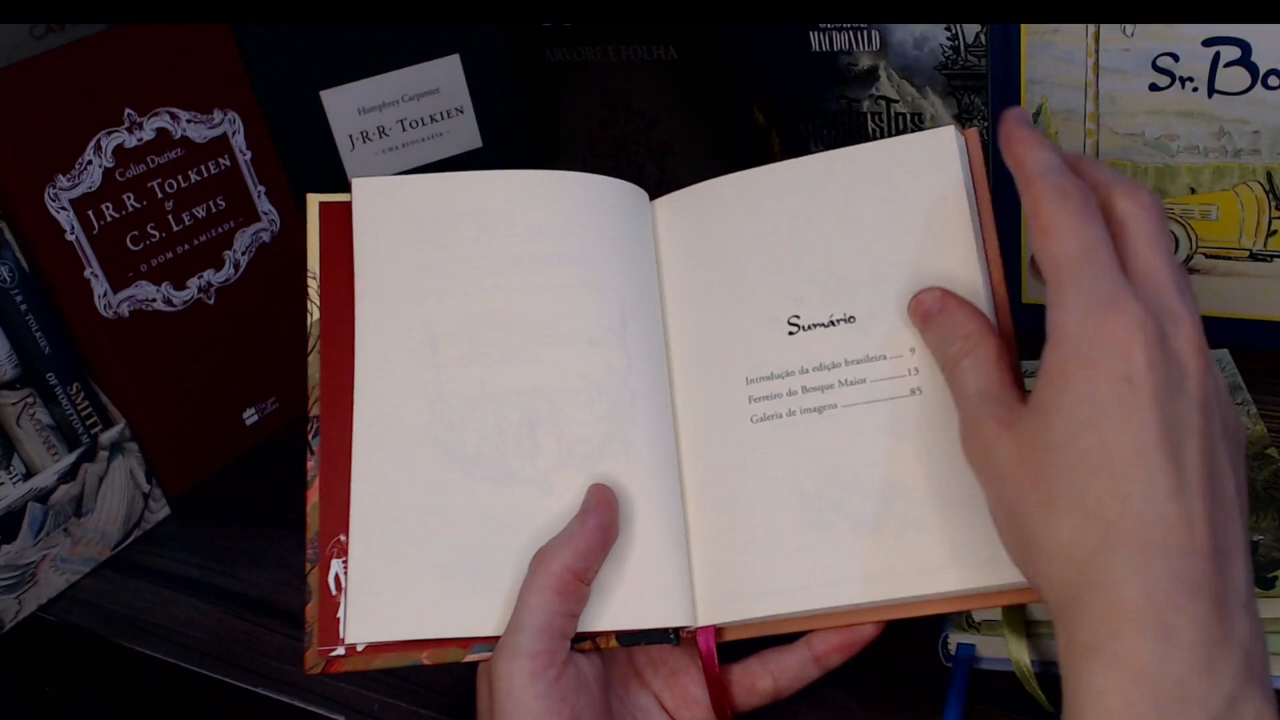 GEORGE
MACDONALD
ÁRVORE E FOLHA
Sr. Bo
Humphrey Carpenter
J·R·R· TOLKIEN
– UMA BIOGRAFIA –
Colin Duriez
J.R.R. TOLKIEN
&
C.S. LEWIS
– O DOM DA AMIZADE –
J.R.R. TOLKIEN
SMITH
OF WOOTTON
Sumário
Introdução da edição brasileira ..... 9
Ferreiro do Bosque Maior ............. 13
Galeria de imagens ....................... 85